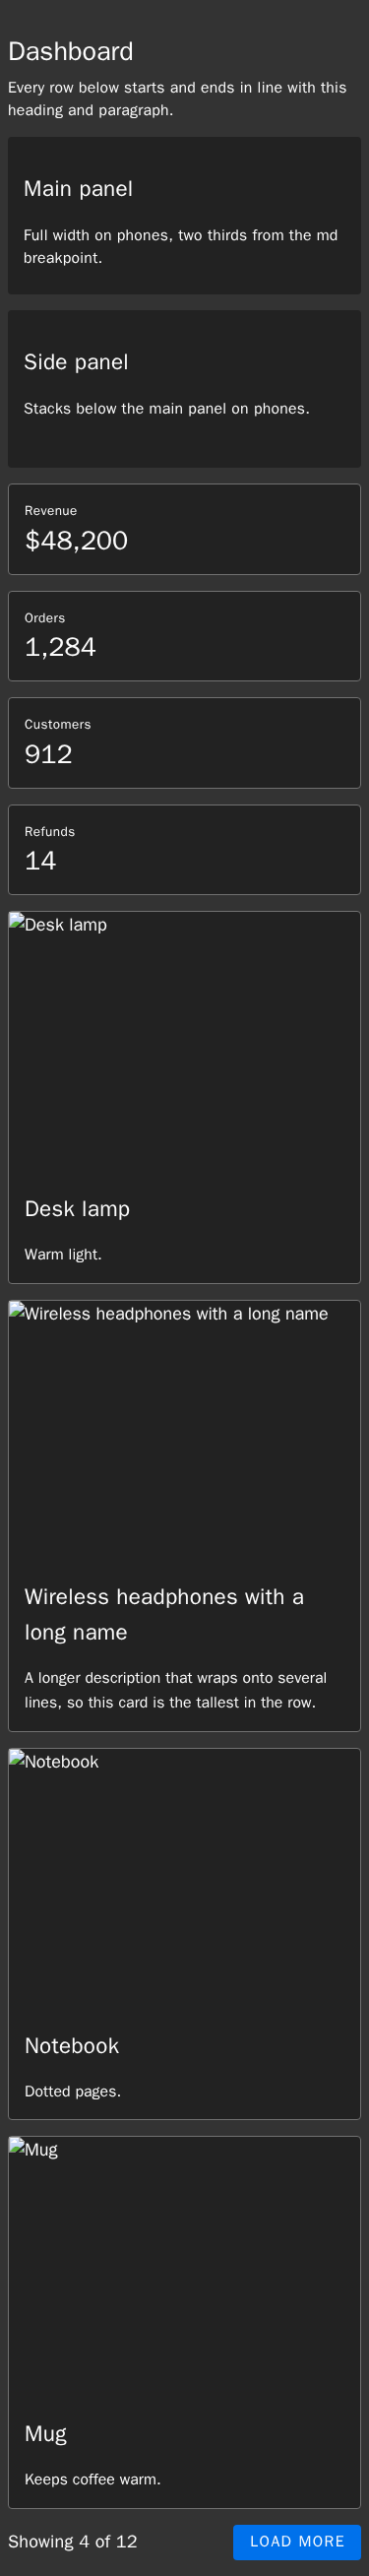 Dashboard
Every row below starts and ends in line with this
heading and paragraph.
Main panel
Full width on phones, two thirds from the md
breakpoint.
Side panel
Stacks below the main panel on phones.
Revenue
$48,200
Orders
1,284
Customers
912
Refunds
14
Desk lamp
Desk lamp
Warm light.
Wireless headphones with a long name
Wireless headphones with a
long name
A longer description that wraps onto several
lines, so this card is the tallest in the row.
Notebook
Notebook
Dotted pages.
Mug
Mug
Keeps coffee warm.
Showing 4 of 12
LOAD MORE